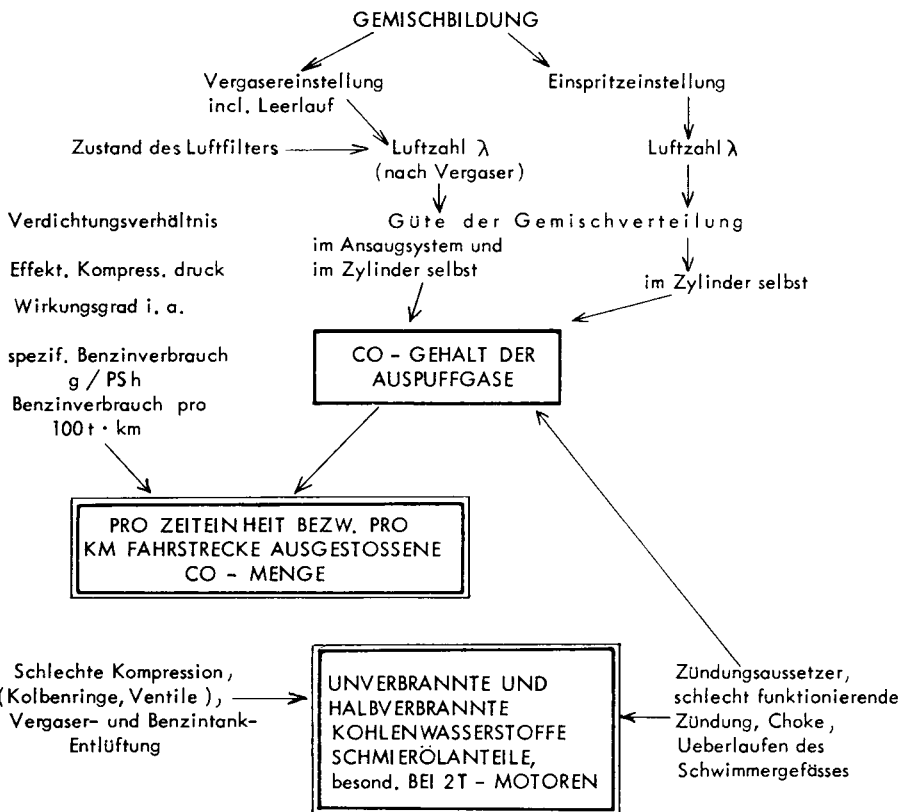 GEMISCHBILDUNG
Vergasereinstellung
incl. Leerlauf
Einspritzeinstellung
Zustand des Luftfilters
Luftzahl λ
(nach Vergaser)
Luftzahl λ
Verdichtungsverhältnis
Güte der Gemischverteilung
im Ansaugsystem und
im Zylinder selbst
im Zylinder selbst
Effekt. Kompress. druck
Wirkungsgrad i. a.
spezif. Benzinverbrauch
g / PSh
Benzinverbrauch pro
100 t · km
CO - GEHALT DER
AUSPUFFGASE
PRO ZEITEINHEIT BEZW. PRO
KM FAHRSTRECKE AUSGESTOSSENE
CO - MENGE
Schlechte Kompression,
(Kolbenringe, Ventile),
Vergaser- und Benzintank-
Entlüftung
UNVERBRANNTE UND
HALBVERBRANNTE
KOHLENWASSERSTOFFE
SCHMIERÖLANTEILE,
besond. BEI 2T - MOTOREN
Zündungsaussetzer,
schlecht funktionierende
Zündung, Choke,
Ueberlaufen des
Schwimmergefässes